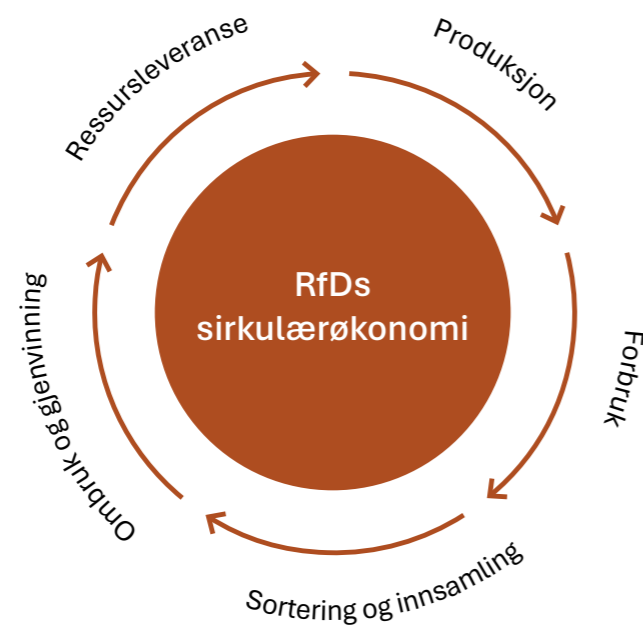 Ressursleveranse
Produksjon
RfDs
sirkulærøkonomi
Forbruk
Sortering og innsamling
Ombruk og gjenvinning